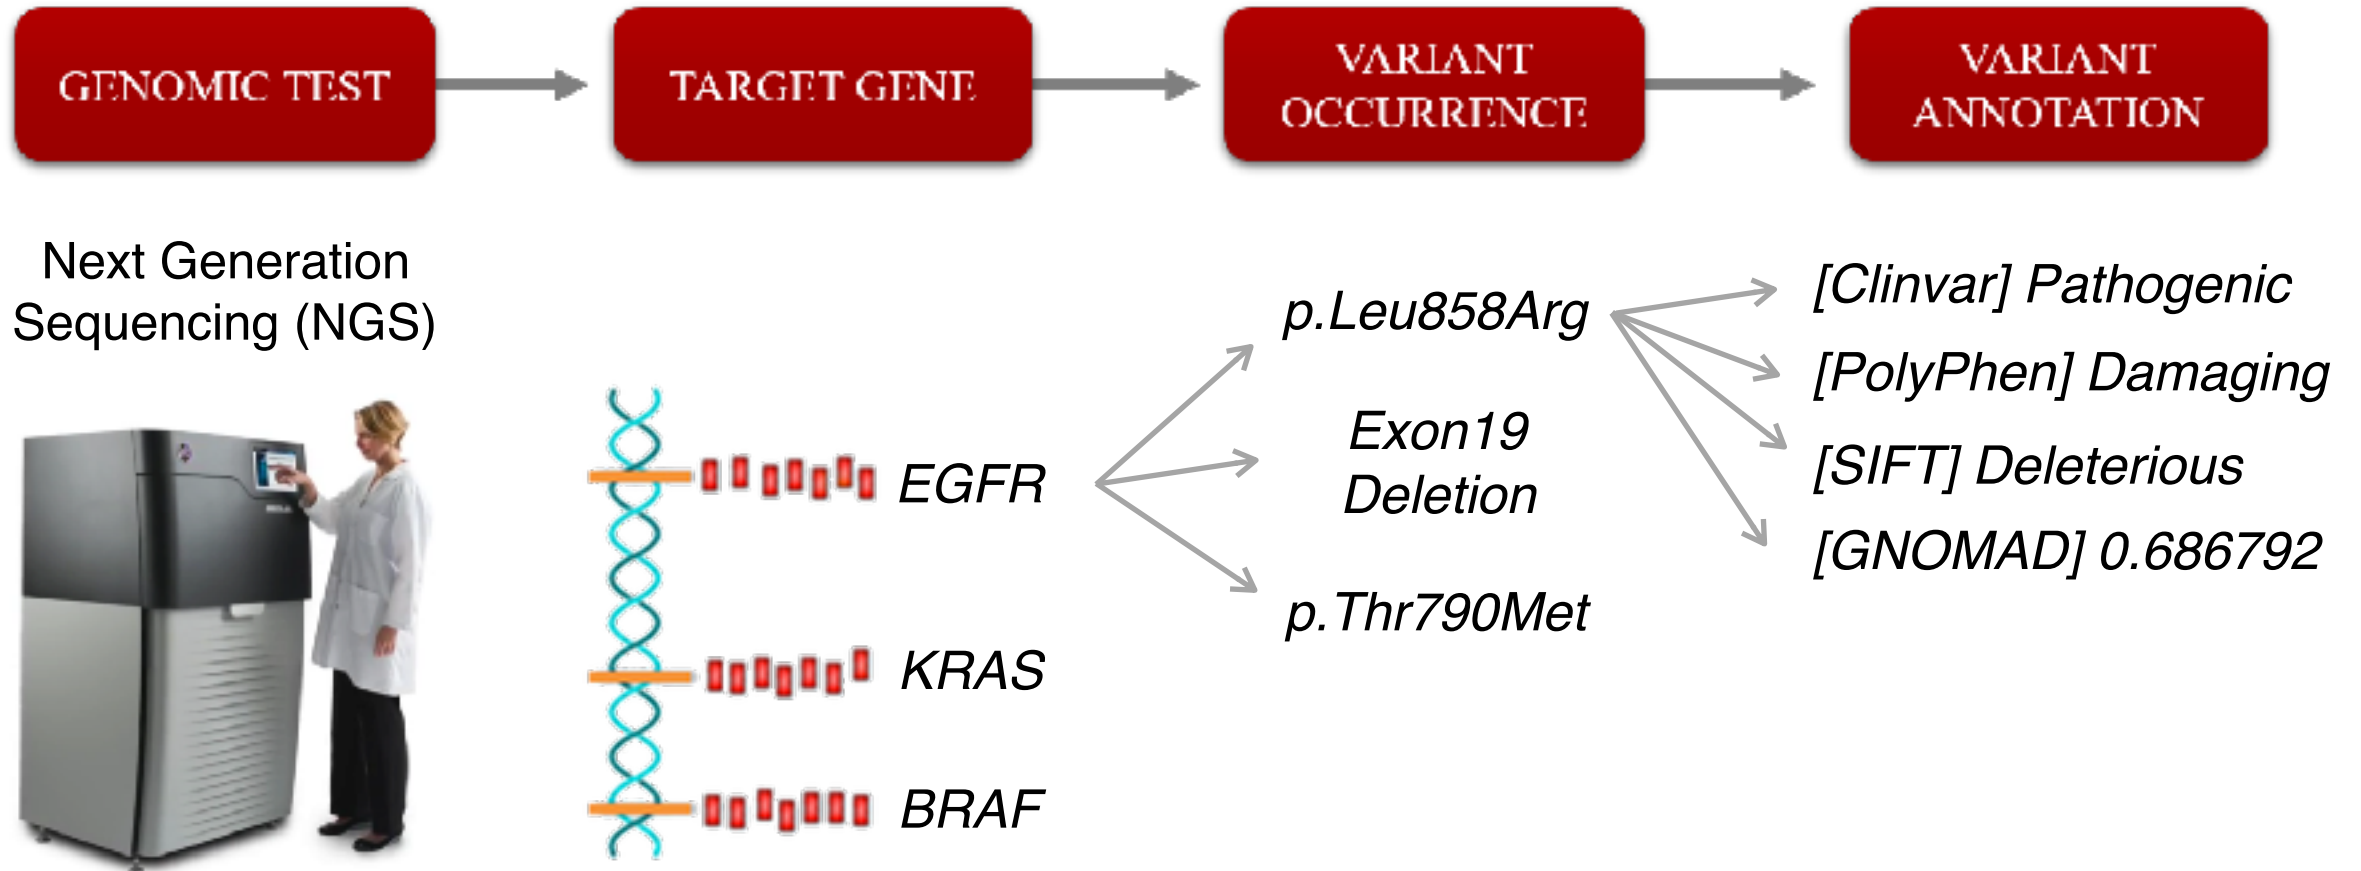 GENOMIC TEST
TARGET GENE
VARIANT
OCCURRENCE
VARIANT
ANNOTATION
Next Generation
Sequencing (NGS)
EGFR
KRAS
BRAF
p.Leu858Arg
Exon19
Deletion
p.Thr790Met
[Clinvar] Pathogenic
[PolyPhen] Damaging
[SIFT] Deleterious
[GNOMAD] 0.686792